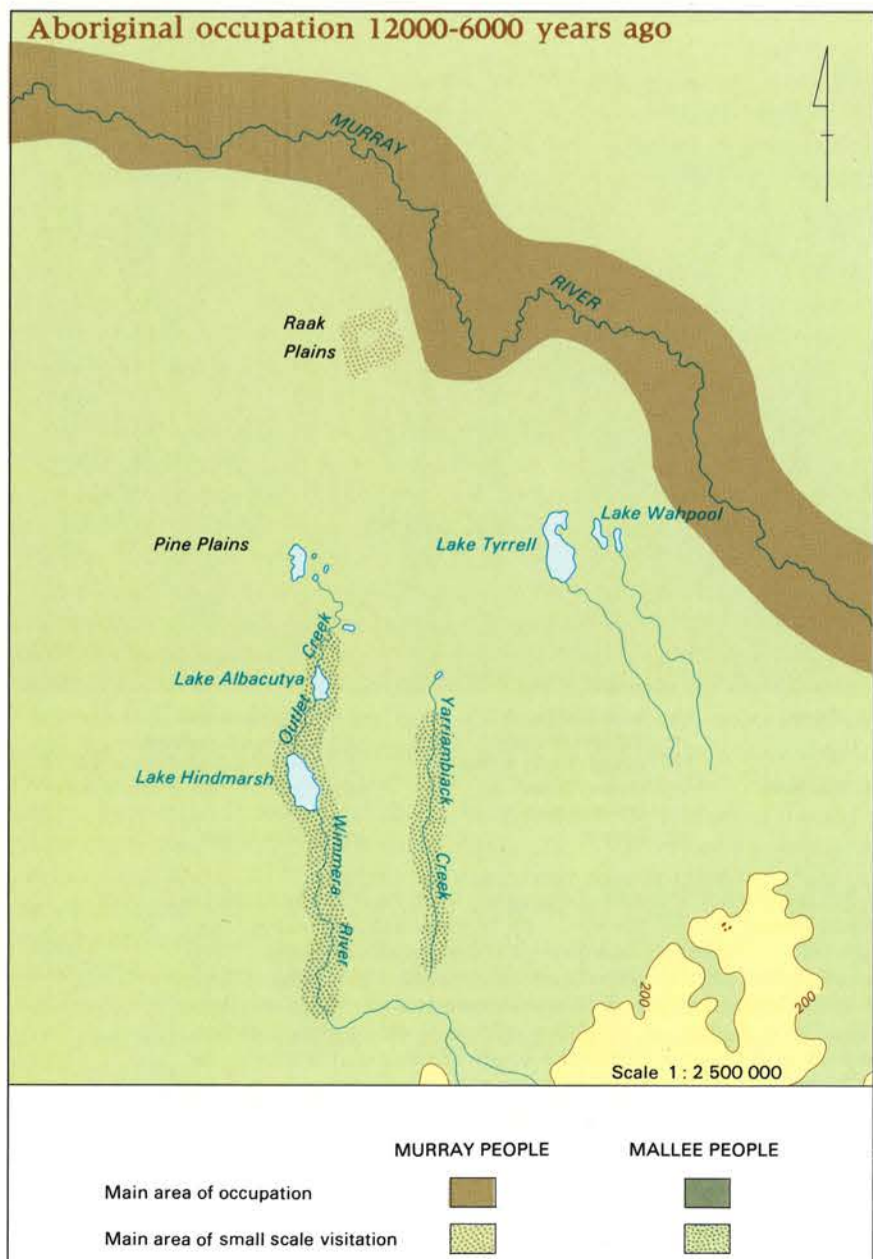 Aboriginal occupation 12000-6000 years ago
MURRAY
RIVER
Raak
Plains
Lake Wahpool
Pine Plains
Lake Tyrrell
Creek
Lake Albacutya
Outlet
Yarriambiack
Lake Hindmarsh
Wimmera
Creek
River
200
200
Scale 1 : 2 500 000
MURRAY PEOPLE
MALLEE PEOPLE
Main area of occupation
Main area of small scale visitation